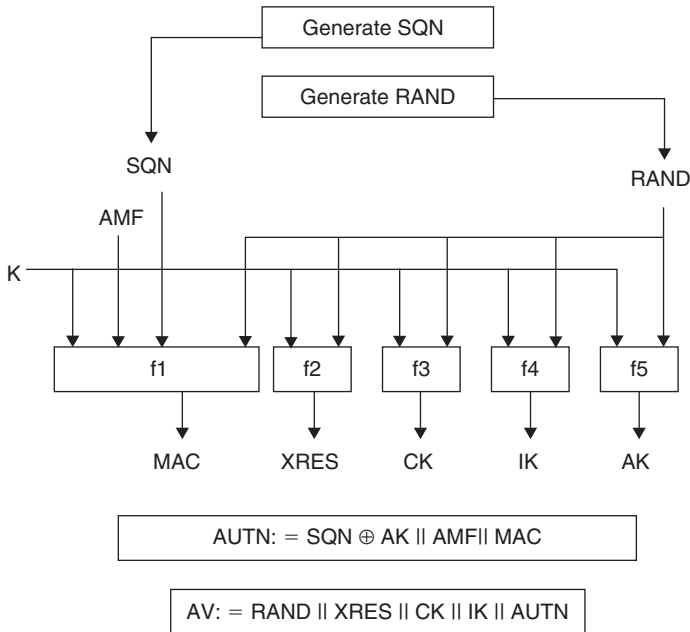 Generate SQN
Generate RAND
SQN
RAND
AMF
K
f1
f2
f3
f4
f5
MAC
XRES
CK
IK
AK
AUTN: = SQN ⊕ AK || AMF|| MAC
AV: = RAND || XRES || CK || IK || AUTN